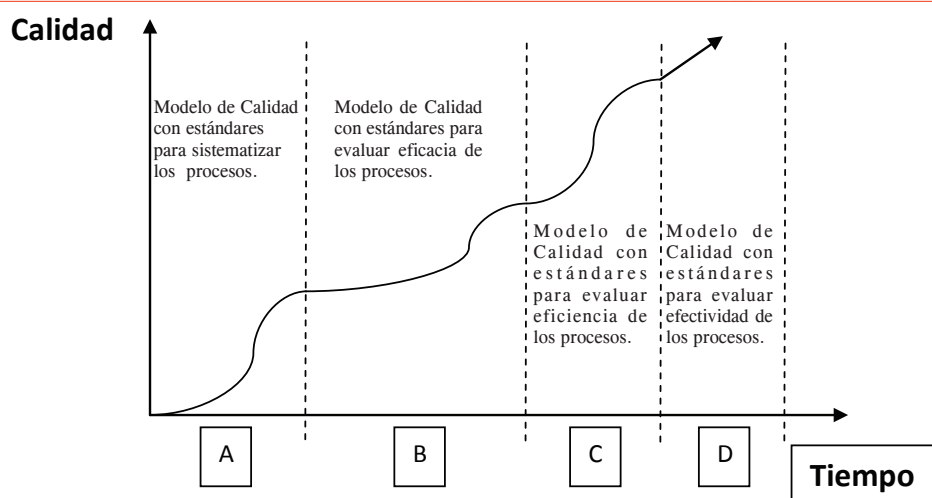 Calidad
Modelo de Calidad
con estándares
para sistematizar
los procesos.
Modelo de Calidad
con estándares para
evaluar eficacia de
los procesos.
Modelo de
Calidad con
estándares
para evaluar
eficiencia de
los procesos.
Modelo de
Calidad con
estándares
para evaluar
efectividad de
los procesos.
A
B
C
D
Tiempo